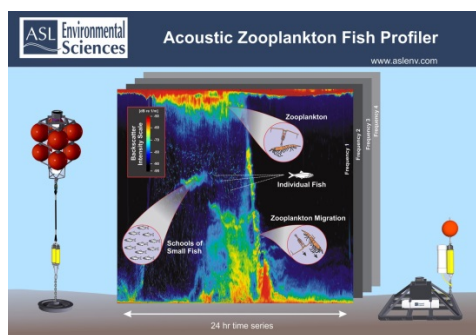 ASL Environmental
Sciences
Acoustic Zooplankton Fish Profiler
www.aslenv.com
Backscatter
Intensity Scale
Zooplankton
Individual Fish
Zooplankton
Migration
Schools of
Small Fish
Frequency 1
Frequency 2
Frequency 3
Frequency 4
24 hr time series